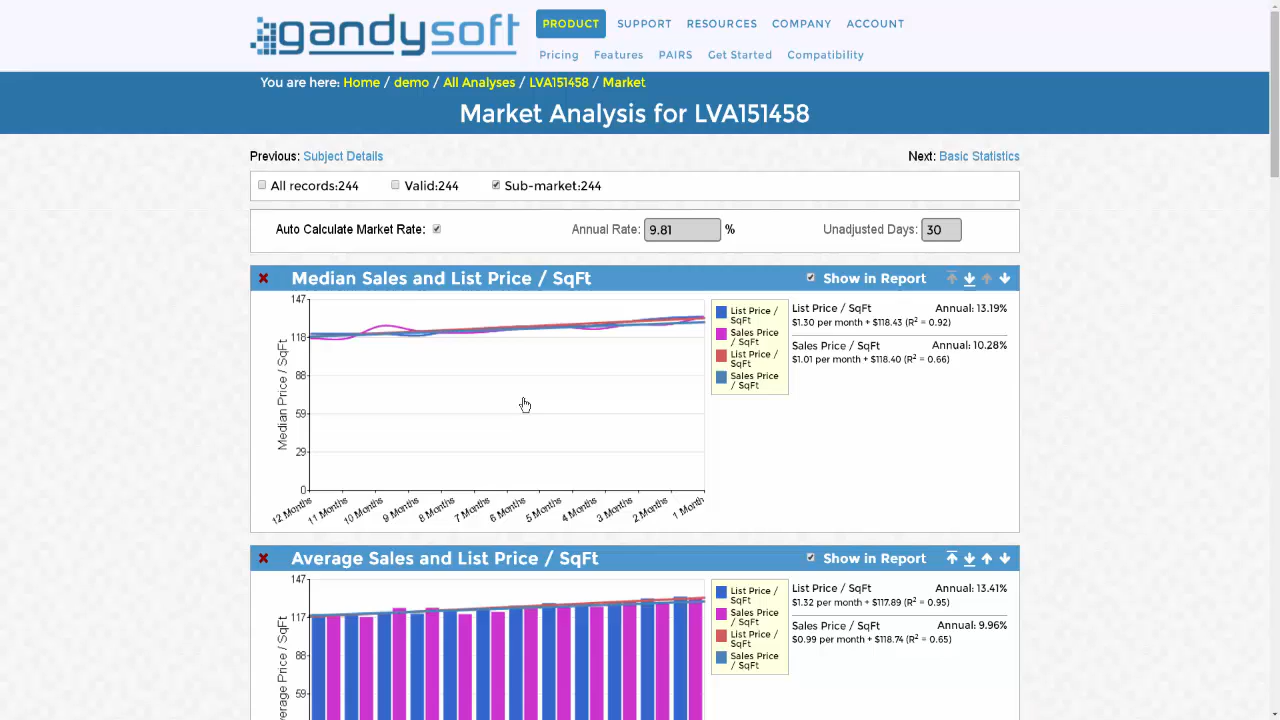 gandysoft
PRODUCT SUPPORT RESOURCES COMPANY ACCOUNT
Pricing Features PAIRS Get Started Compatibility
You are here: Home / demo / All Analyses / LVA151458 / Market
Market Analysis for LVA151458
Previous: Subject Details
Next: Basic Statistics
All records:244 Valid:244 Sub-market:244
Auto Calculate Market Rate: Annual Rate: 9.81 % Unadjusted Days: 30
Median Sales and List Price / SqFt
Show in Report
147
118
88
59
29
0
Median Price / SqFt
12 Months
11 Months
10 Months
9 Months
8 Months
7 Months
6 Months
5 Months
4 Months
3 Months
2 Months
1 Month
List Price /
SqFt
Sales Price
/ SqFt
List Price /
SqFt
Sales Price
/ SqFt
List Price / SqFt Annual: 13.19%
$1.30 per month + $118.43 (R² = 0.92)
Sales Price / SqFt Annual: 10.28%
$1.01 per month + $118.40 (R² = 0.66)
Average Sales and List Price / SqFt
Show in Report
147
117
88
59
Average Price / SqFt
List Price /
SqFt
Sales Price
/ SqFt
List Price /
SqFt
Sales Price
/ SqFt
List Price / SqFt Annual: 13.41%
$1.32 per month + $117.89 (R² = 0.95)
Sales Price / SqFt Annual: 9.96%
$0.99 per month + $118.74 (R² = 0.65)